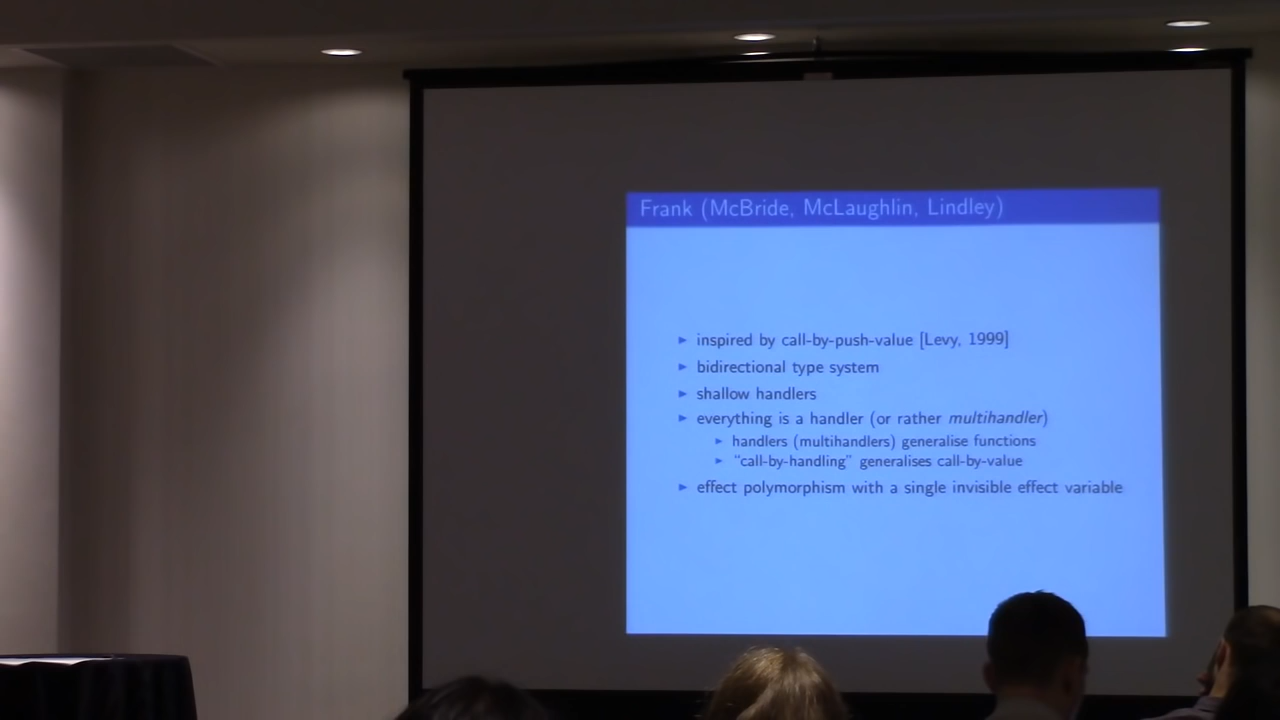 Frank (McBride, McLaughlin, Lindley)
► inspired by call-by-push-value [Levy, 1999]
► bidirectional type system
► shallow handlers
► everything is a handler (or rather multihandler)
► handlers (multihandlers) generalise functions
► “call-by-handling” generalises call-by-value
► effect polymorphism with a single invisible effect variable